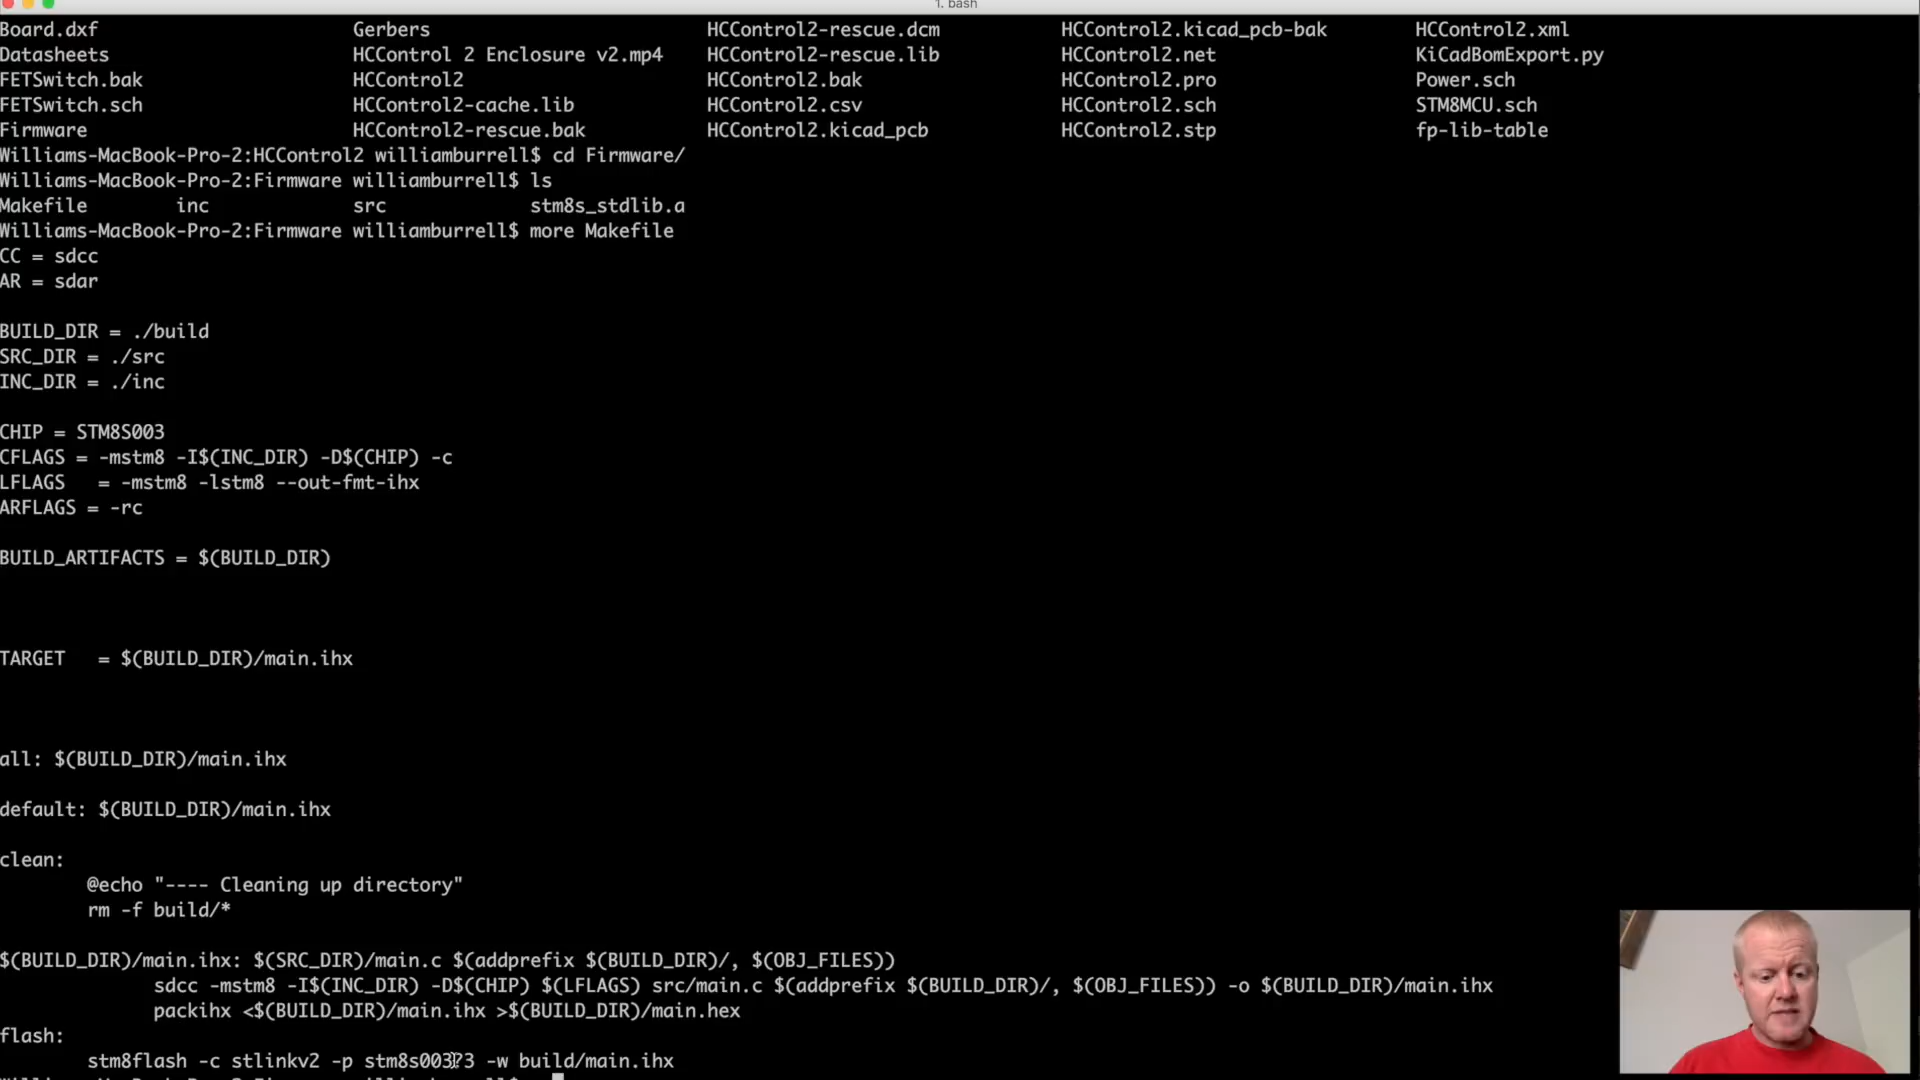 1. bash
Board.dxf Gerbers HCControl2-rescue.dcm HCControl2.kicad_pcb-bak HCControl2.xml
Datasheets HCControl 2 Enclosure v2.mp4 HCControl2-rescue.lib HCControl2.net KiCadBomExport.py
FETSwitch.bak HCControl2 HCControl2.bak HCControl2.pro Power.sch
FETSwitch.sch HCControl2-cache.lib HCControl2.csv HCControl2.sch STM8MCU.sch
Firmware HCControl2-rescue.bak HCControl2.kicad_pcb HCControl2.stp fp-lib-table
Williams-MacBook-Pro-2:HCControl2 williamburrell$ cd Firmware/
Williams-MacBook-Pro-2:Firmware williamburrell$ ls
Makefile inc src stm8s_stdlib.a
Williams-MacBook-Pro-2:Firmware williamburrell$ more Makefile
CC = sdcc
AR = sdar
BUILD_DIR = ./build
SRC_DIR = ./src
INC_DIR = ./inc
CHIP = STM8S003
CFLAGS = -mstm8 -I$(INC_DIR) -D$(CHIP) -c
LFLAGS = -mstm8 -lstm8 --out-fmt-ihx
ARFLAGS = -rc
BUILD_ARTIFACTS = $(BUILD_DIR)
TARGET = $(BUILD_DIR)/main.ihx
all: $(BUILD_DIR)/main.ihx
default: $(BUILD_DIR)/main.ihx
clean:
@echo "---- Cleaning up directory"
rm -f build/*
$(BUILD_DIR)/main.ihx: $(SRC_DIR)/main.c $(addprefix $(BUILD_DIR)/, $(OBJ_FILES))
sdcc -mstm8 -I$(INC_DIR) -D$(CHIP) $(LFLAGS) src/main.c $(addprefix $(BUILD_DIR)/, $(OBJ_FILES)) -o $(BUILD_DIR)/main.ihx
packihx <$(BUILD_DIR)/main.ihx >$(BUILD_DIR)/main.hex
flash:
stm8flash -c stlinkv2 -p stm8s003?3 -w build/main.ihx